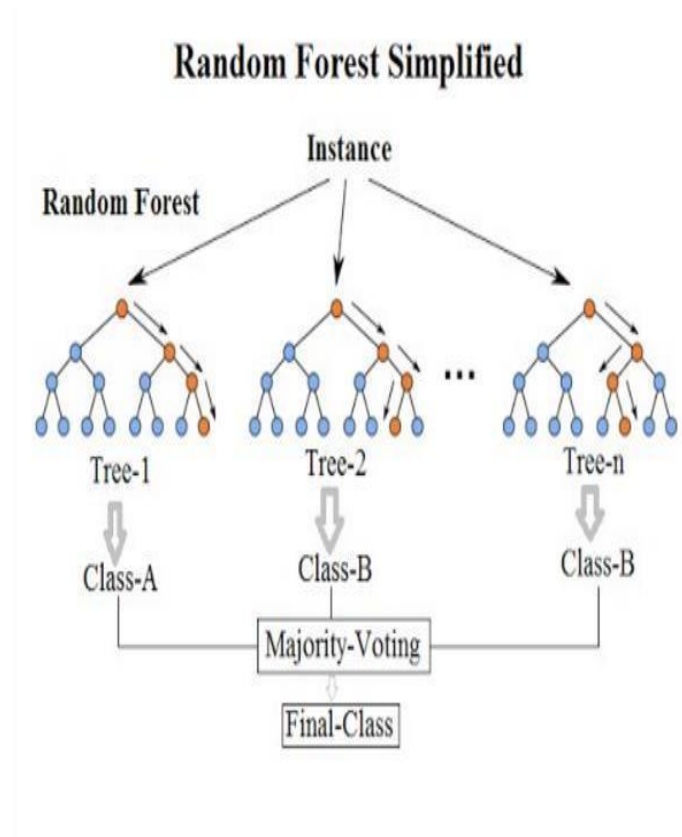 Random Forest Simplified
Instance
Random Forest
...
Tree-1
Tree-2
Tree-n
Class-A
Class-B
Class-B
Majority-Voting
Final-Class